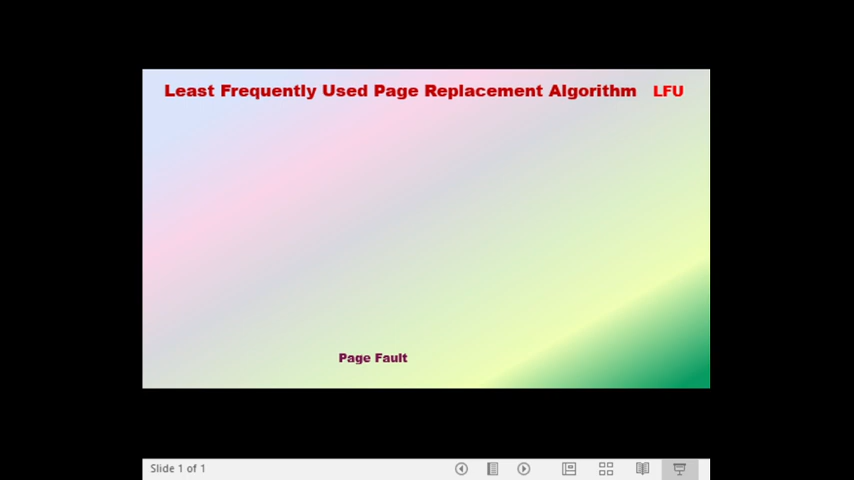 Least Frequently Used Page Replacement Algorithm LFU
Page Fault
Slide 1 of 1